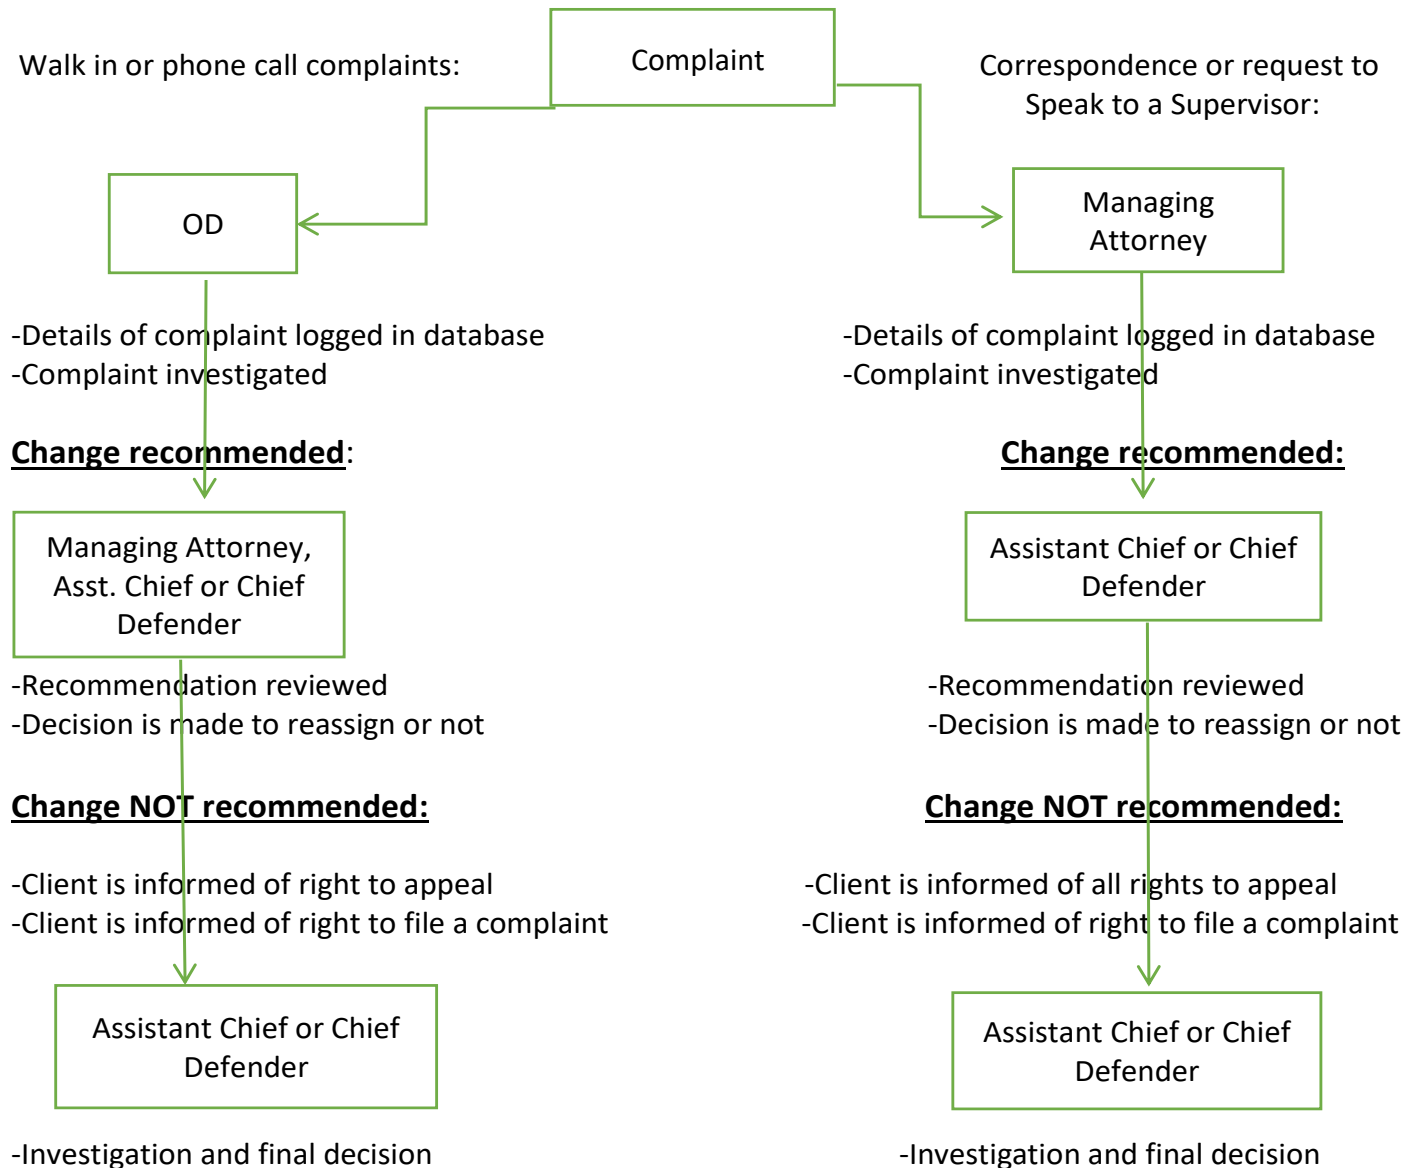 Complaint
Walk in or phone call complaints:
OD
-Details of complaint logged in database
-Complaint investigated
Change recommended:
Managing Attorney,
Asst. Chief or Chief
Defender
-Recommendation reviewed
-Decision is made to reassign or not
Change NOT recommended:
-Client is informed of right to appeal
-Client is informed of right to file a complaint
Assistant Chief or Chief
Defender
-Investigation and final decision
Correspondence or request to
Speak to a Supervisor:
Managing
Attorney
-Details of complaint logged in database
-Complaint investigated
Change recommended:
Assistant Chief or Chief
Defender
-Recommendation reviewed
-Decision is made to reassign or not
Change NOT recommended:
-Client is informed of all rights to appeal
-Client is informed of right to file a complaint
Assistant Chief or Chief
Defender
-Investigation and final decision